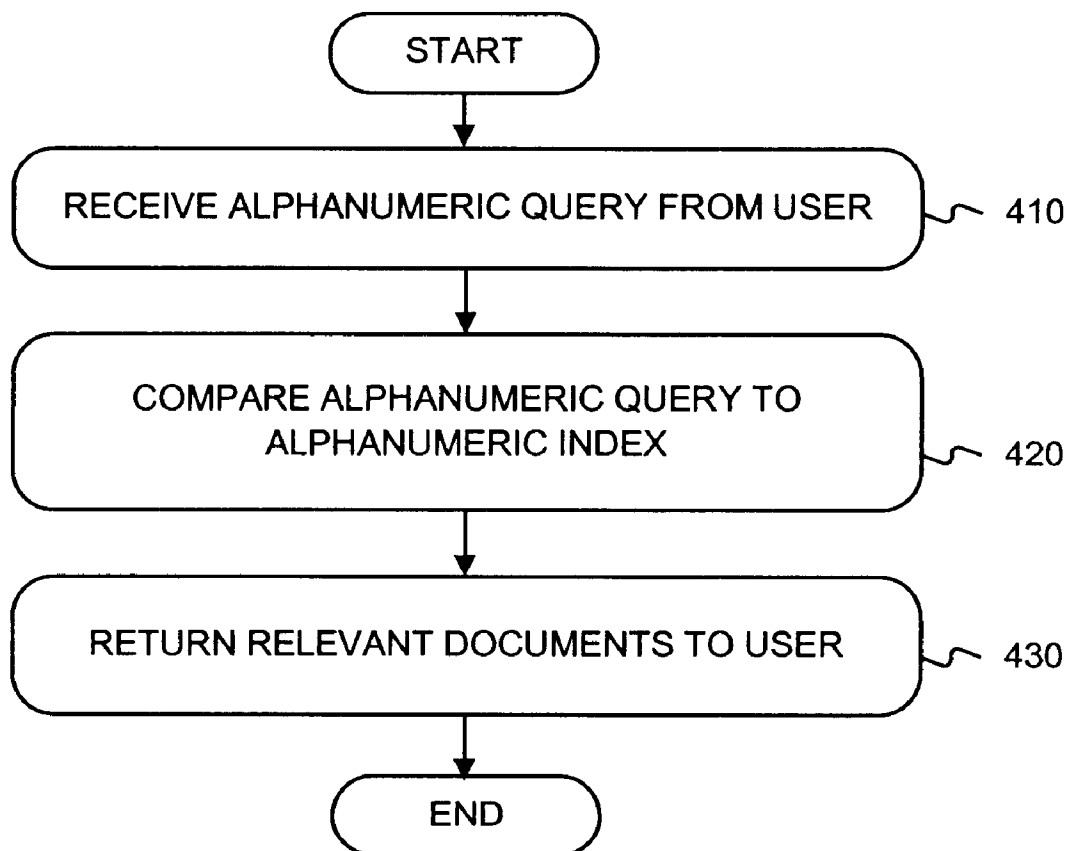 START
RECEIVE ALPHANUMERIC QUERY FROM USER
410
COMPARE ALPHANUMERIC QUERY TO
ALPHANUMERIC INDEX
420
RETURN RELEVANT DOCUMENTS TO USER
430
END